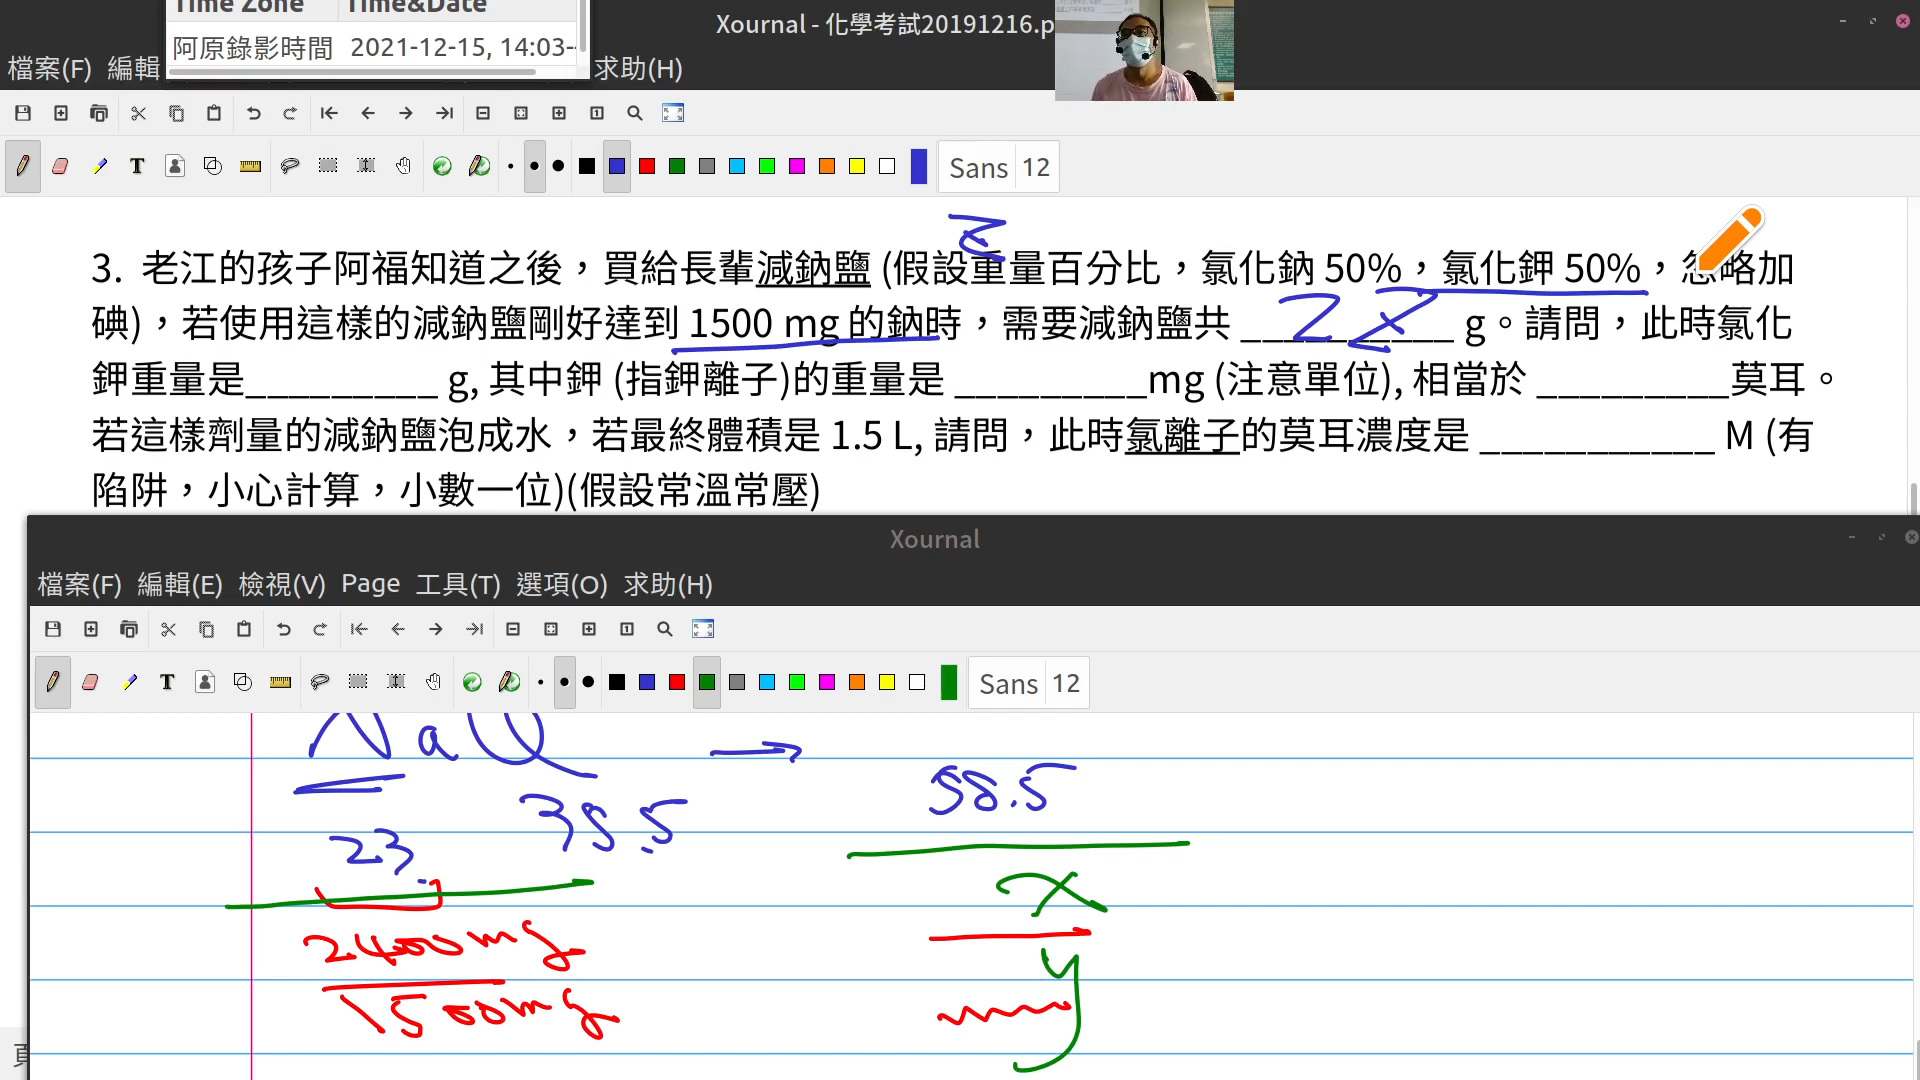 Time Zone Time&Date
Xournal - 化學考試20191216.p
阿原錄影時間 2021-12-15, 14:03-
檔案(F) 編輯 求助(H)
T Sans 12
z
3. 老江的孩子阿福知道之後，買給長輩減鈉鹽 (假設重量百分比，氯化鈉 50%，氯化鉀 50%，忽略加
碘)，若使用這樣的減鈉鹽剛好達到 1500 mg 的鈉時，需要減鈉鹽共 __________ g。請問，此時氯化
2 z
鉀重量是_________ g, 其中鉀 (指鉀離子)的重量是 _________mg (注意單位), 相當於 _________莫耳。
若這樣劑量的減鈉鹽泡成水，若最終體積是 1.5 L, 請問，此時氯離子的莫耳濃度是 ___________ M (有
陷阱，小心計算，小數一位)(假設常溫常壓)
Xournal
檔案(F) 編輯(E) 檢視(V) Page 工具(T) 選項(O) 求助(H)
T Sans 12
NaCl →
58.5
23 35.5
x
2400mg
y
1500mg
頁